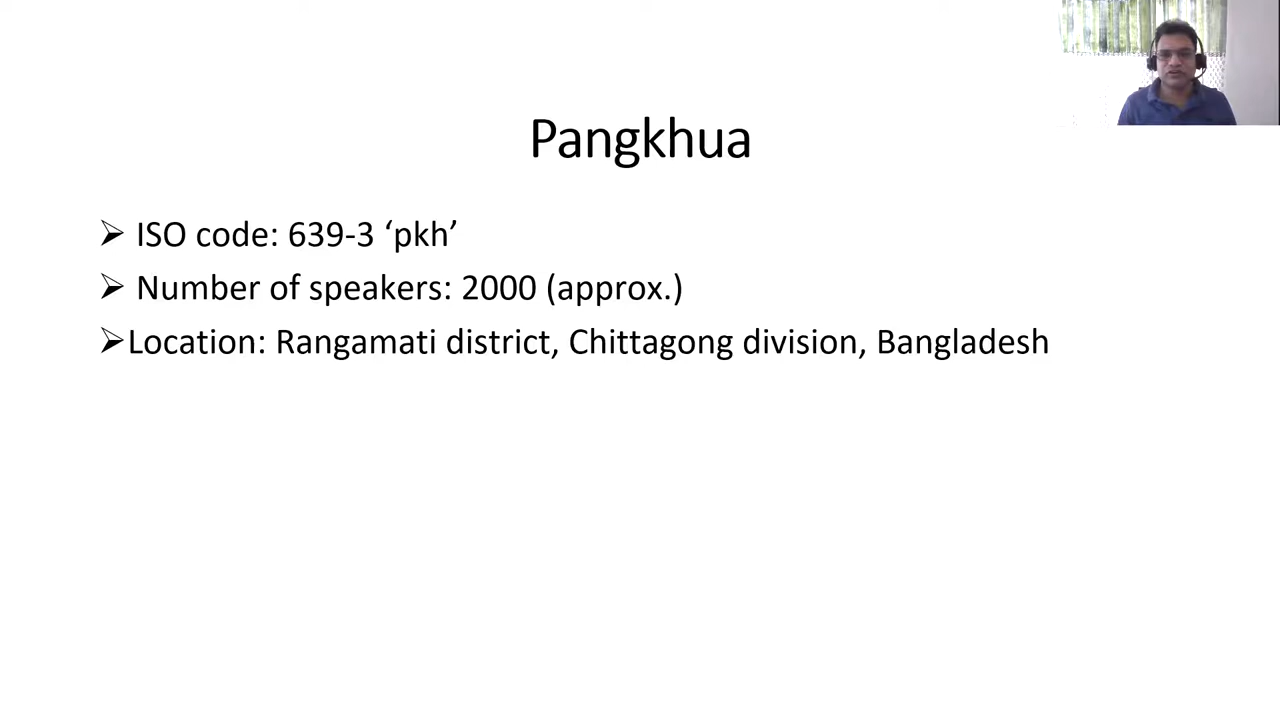 Pangkhua
➢ ISO code: 639-3 ‘pkh’
➢ Number of speakers: 2000 (approx.)
➢Location: Rangamati district, Chittagong division, Bangladesh